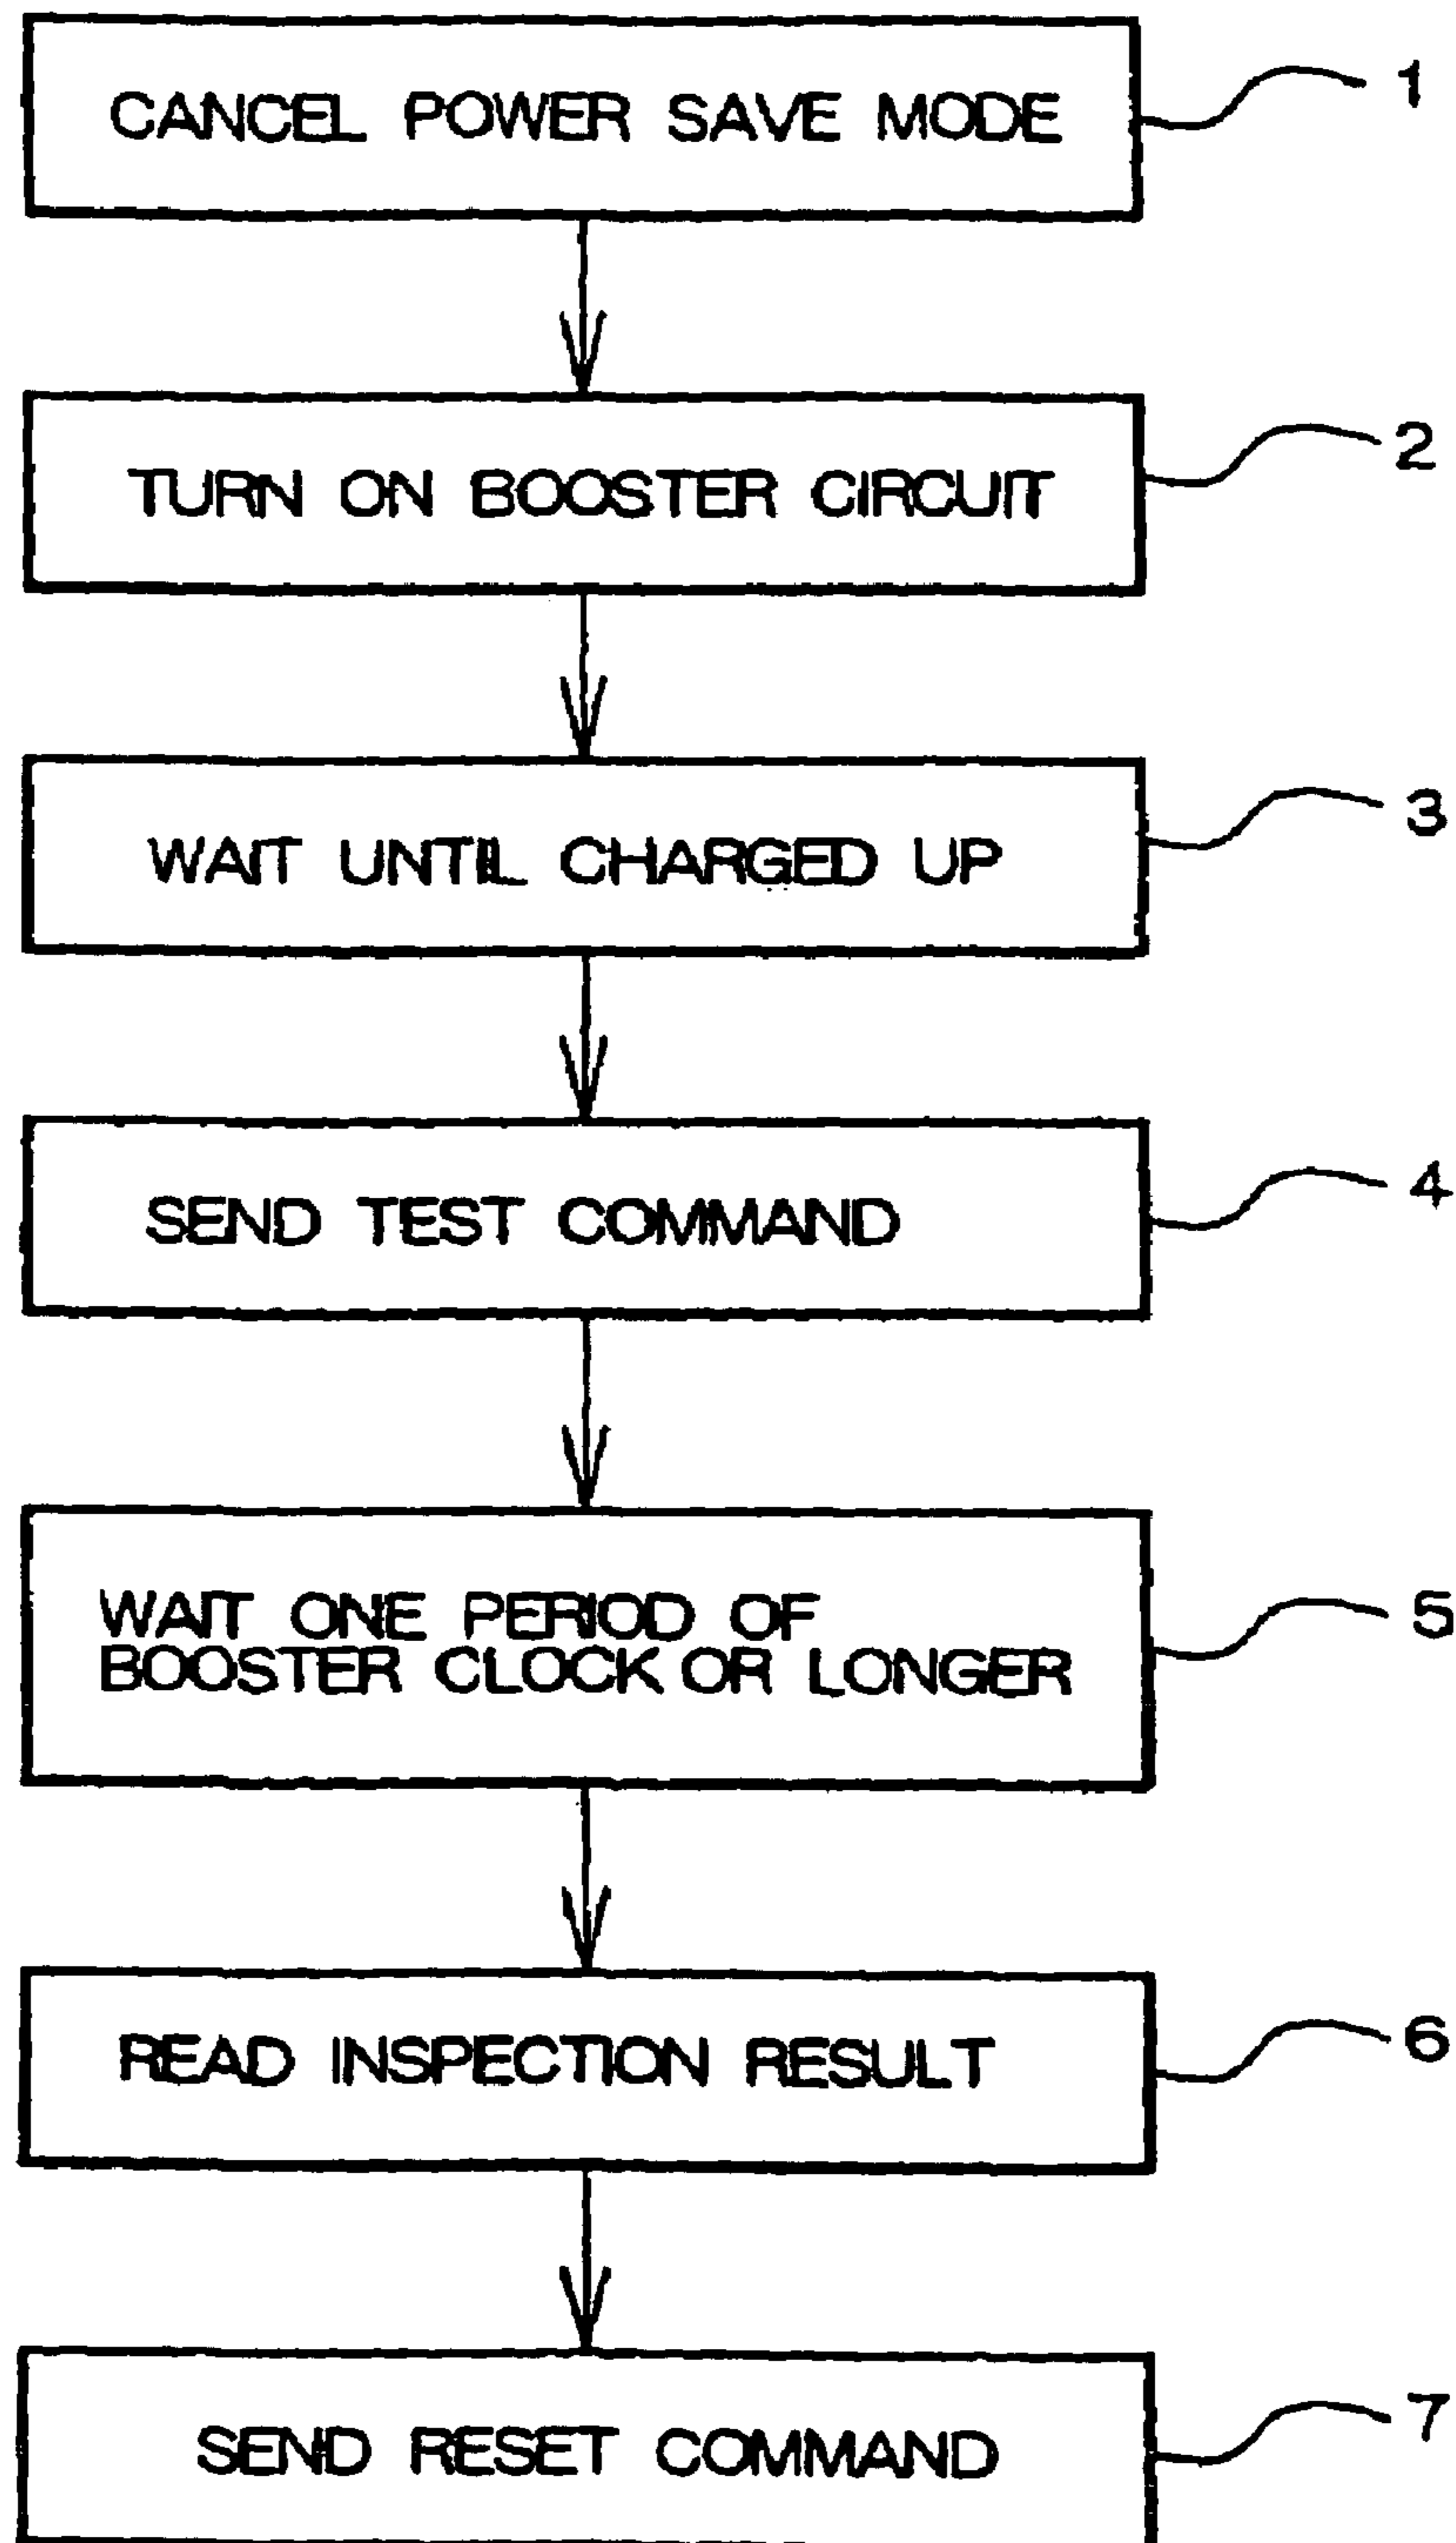 CANCEL POWER SAVE MODE
1
TURN ON BOOSTER CIRCUIT
2
WAIT UNTIL CHARGED UP
3
SEND TEST COMMAND
4
WAIT ONE PERIOD OF
BOOSTER CLOCK OR LONGER
5
READ INSPECTION RESULT
6
SEND RESET COMMAND
7